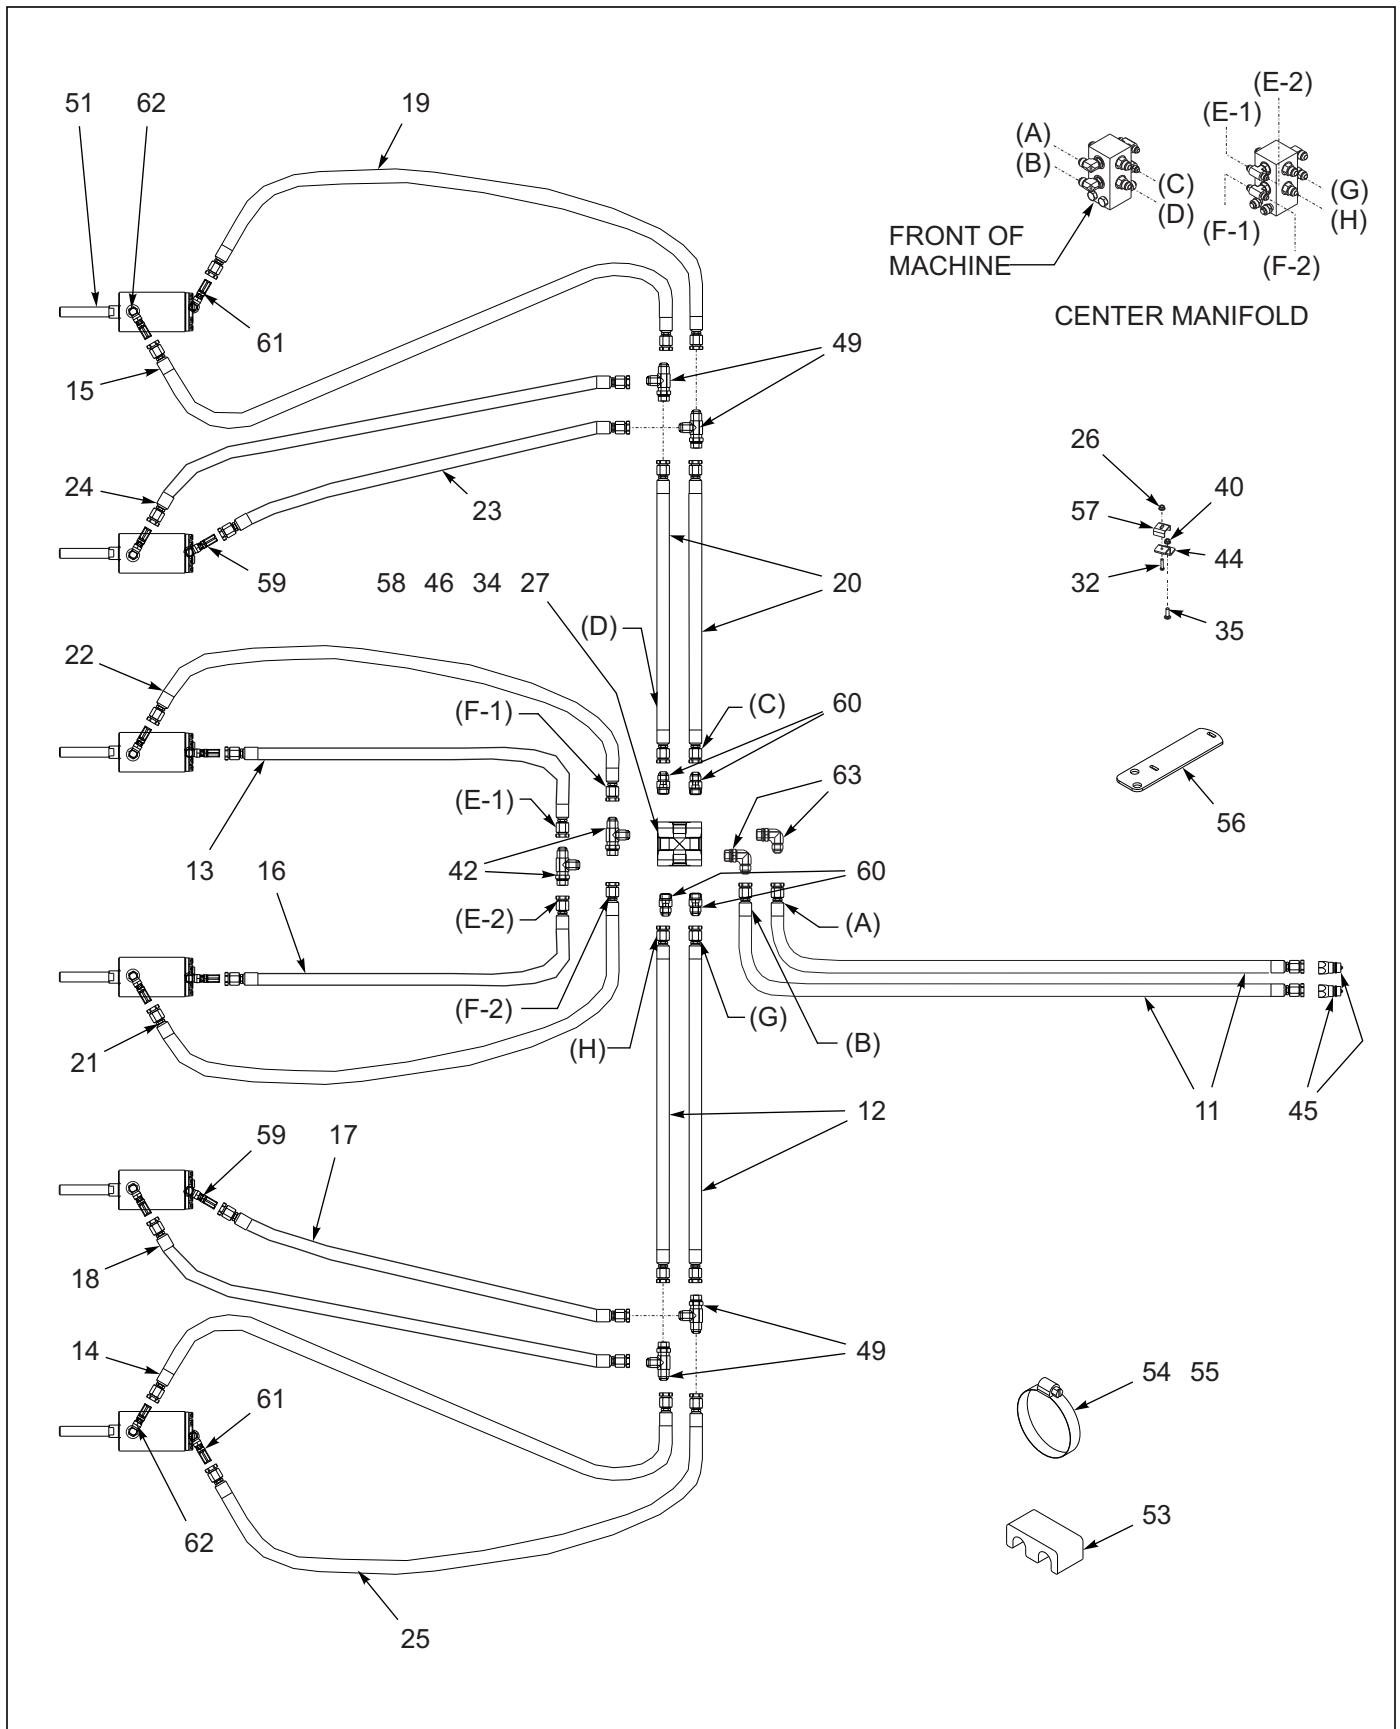 (E-2)
51 62 19
(E-1)
(A)
(B)
(C)
(D)
(G)
(H)
FRONT OF
MACHINE
(F-1)
(F-2)
CENTER MANIFOLD
61
49
15
26
40
24
23
57
59
58 46 34 27
20
32
44
(D)
35
22
(F-1)
(C)
60
(E-1)
63
56
13
16
42
60
(E-2)
(A)
(F-2)
(G)
21
(H)
(B)
12
11
45
59 17
18
14
49
61
54 55
62
53
25